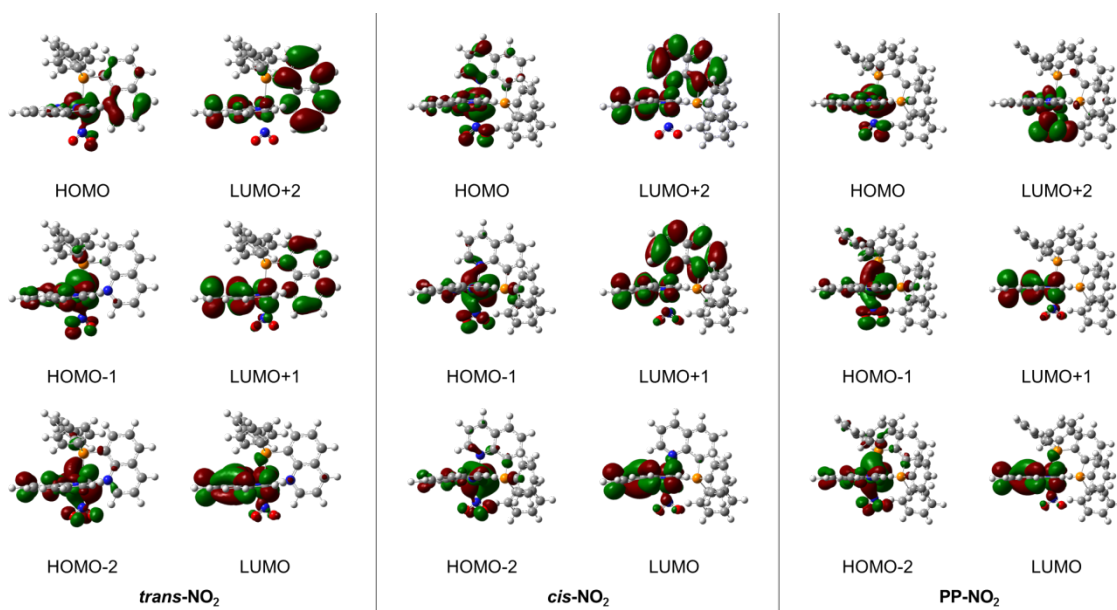 HOMO
LUMO+2
HOMO-1
LUMO+1
HOMO-2
LUMO
trans-NO₂
HOMO
LUMO+2
HOMO-1
LUMO+1
HOMO-2
LUMO
cis-NO₂
HOMO
LUMO+2
HOMO-1
LUMO+1
HOMO-2
LUMO
PP-NO₂